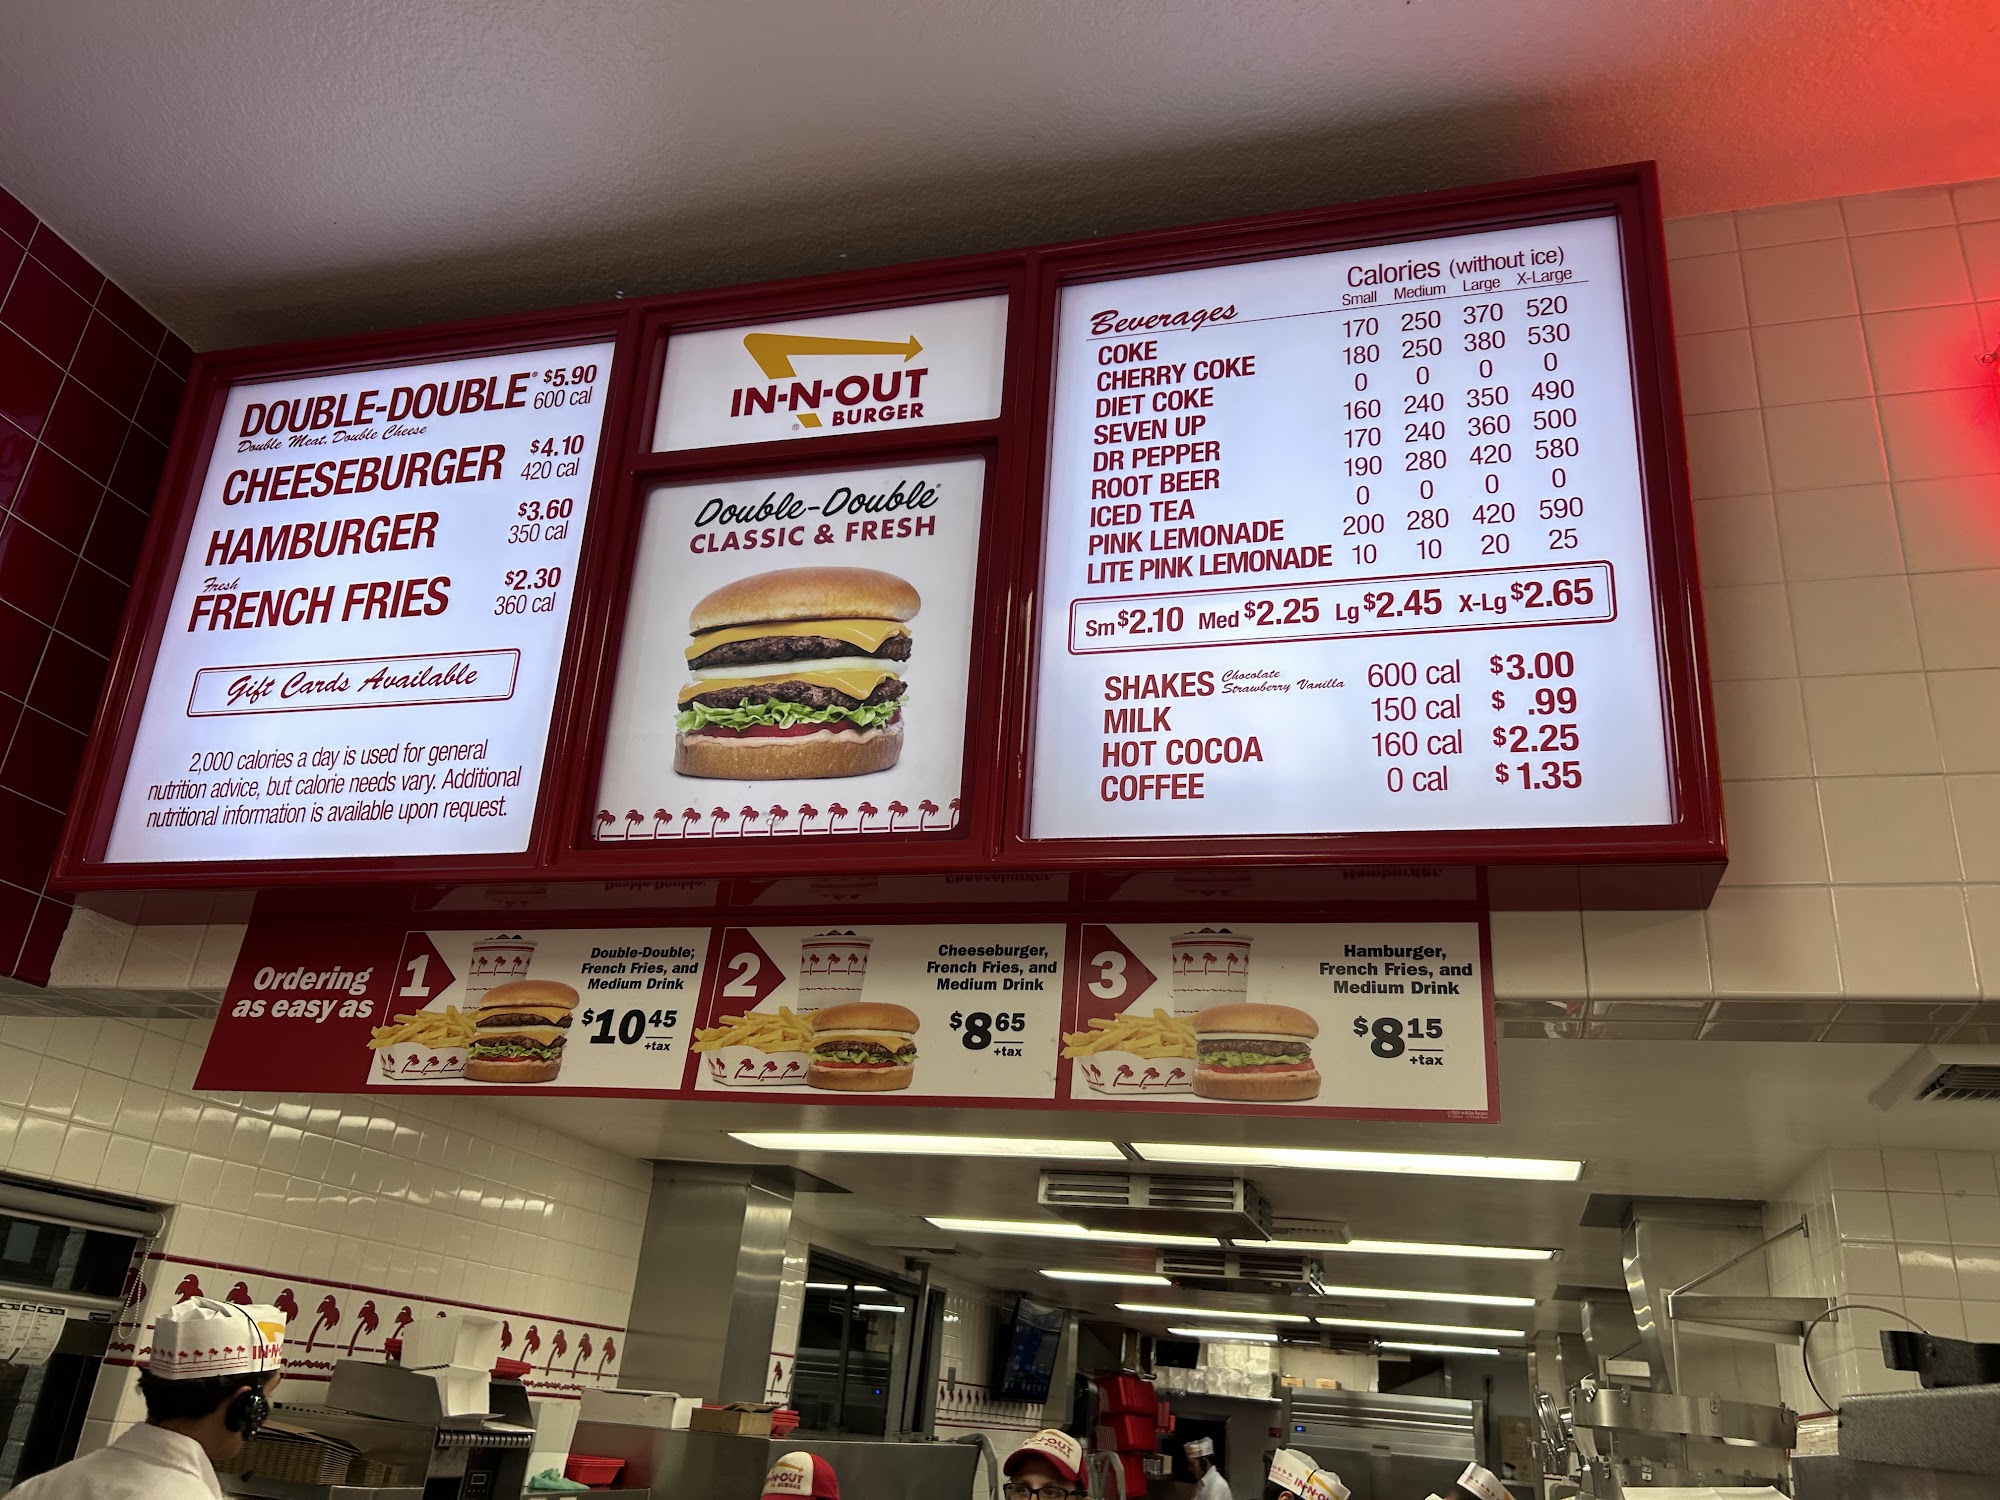 DOUBLE-DOUBLE® $5.90
Double Meat, Double Cheese 600 cal
CHEESEBURGER $4.10
420 cal
HAMBURGER $3.60
350 cal
Fresh
FRENCH FRIES $2.30
360 cal
Gift Cards Available
2,000 calories a day is used for general
nutrition advice, but calorie needs vary. Additional
nutritional information is available upon request.
IN-N-OUT
BURGER
®
Double-Double®
CLASSIC & FRESH
Calories (without ice)
Beverages Small Medium Large X-Large
COKE 170 250 370 520
CHERRY COKE 180 250 380 530
DIET COKE 0 0 0 0
SEVEN UP 160 240 350 490
DR PEPPER 170 240 360 500
ROOT BEER 190 280 420 580
ICED TEA 0 0 0 0
PINK LEMONADE 200 280 420 590
LITE PINK LEMONADE 10 10 20 25
Sm $2.10 Med $2.25 Lg $2.45 X-Lg $2.65
SHAKES Chocolate Strawberry Vanilla 600 cal $3.00
MILK 150 cal $ .99
HOT COCOA 160 cal $2.25
COFFEE 0 cal $1.35
Ordering
as easy as
1
Double-Double,
French Fries, and
Medium Drink
$10 45
+tax
2
Cheeseburger,
French Fries, and
Medium Drink
$8 65
+tax
3
Hamburger,
French Fries, and
Medium Drink
$8 15
+tax